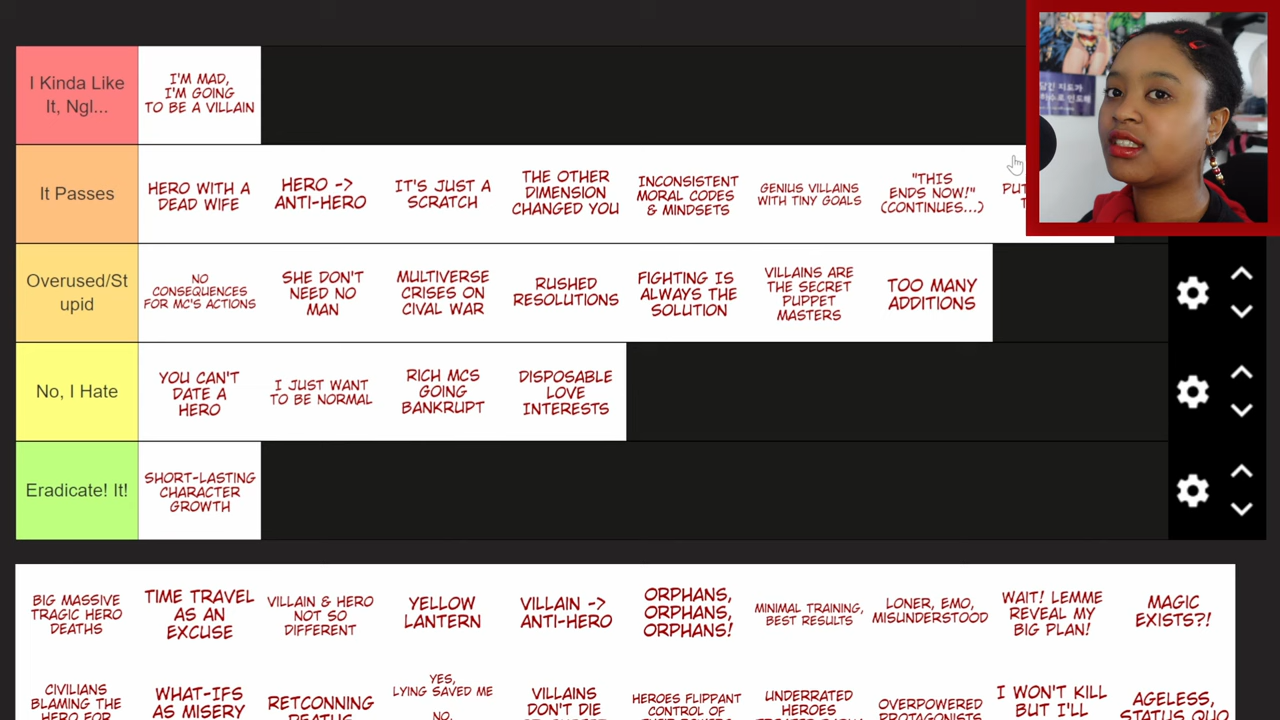 I Kinda Like
It, Ngl...
I'M MAD,
I'M GOING
TO BE A VILLAIN
It Passes
HERO WITH A
DEAD WIFE
HERO ->
ANTI-HERO
IT'S JUST A
SCRATCH
THE OTHER
DIMENSION
CHANGED YOU
INCONSISTENT
MORAL CODES
& MINDSETS
GENIUS VILLAINS
WITH TINY GOALS
"THIS
ENDS NOW!"
(CONTINUES...)
Overused/St
upid
NO
CONSEQUENCES
FOR MC'S ACTIONS
SHE DON'T
NEED NO
MAN
MULTIVERSE
CRISES ON
CIVAL WAR
RUSHED
RESOLUTIONS
FIGHTING IS
ALWAYS THE
SOLUTION
VILLAINS ARE
THE SECRET
PUPPET
MASTERS
TOO MANY
ADDITIONS
No, I Hate
YOU CAN'T
DATE A
HERO
I JUST WANT
TO BE NORMAL
RICH MCS
GOING
BANKRUPT
DISPOSABLE
LOVE
INTERESTS
Eradicate! It!
SHORT-LASTING
CHARACTER
GROWTH
BIG MASSIVE
TRAGIC HERO
DEATHS
TIME TRAVEL
AS AN
EXCUSE
VILLAIN & HERO
NOT SO
DIFFERENT
YELLOW
LANTERN
VILLAIN ->
ANTI-HERO
ORPHANS,
ORPHANS,
ORPHANS!
MINIMAL TRAINING,
BEST RESULTS
LONER, EMO,
MISUNDERSTOOD
WAIT! LEMME
REVEAL MY
BIG PLAN!
MAGIC
EXISTS?!
CIVILIANS
BLAMING THE
HERO FOR
WHAT-IFS
AS MISERY
RETCONNING
DEATHS
YES,
LYING SAVED ME
NO,
VILLAINS
DON'T DIE
HEROES FLIPPANT
CONTROL OF
THEIR POWERS
UNDERRATED
HEROES
OVERPOWERED
PROTAGONISTS
I WON'T KILL
BUT I'LL
AGELESS,
STATUS QUO